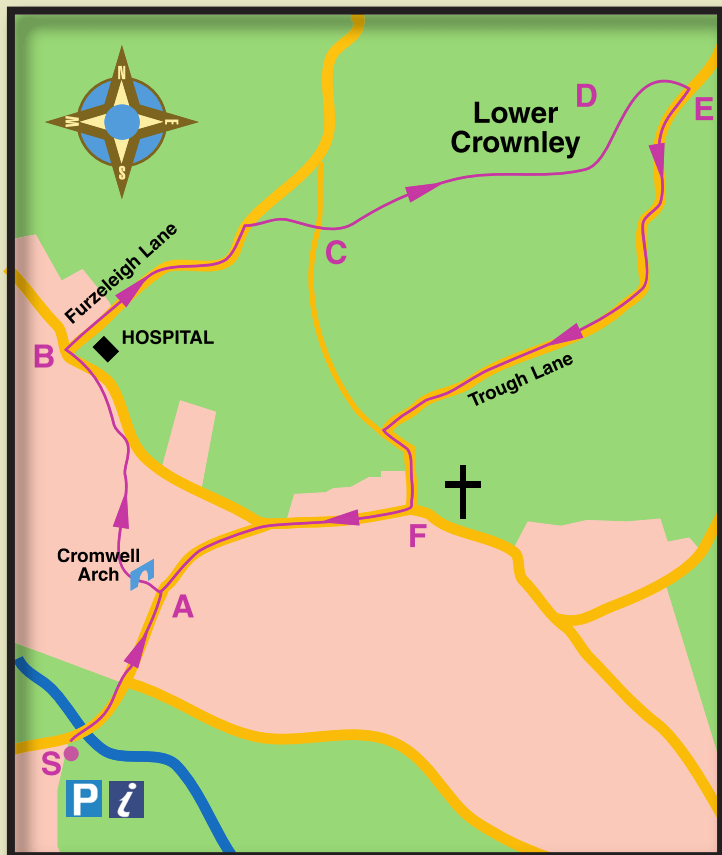 N
W
E
S
D
E
Lower
Crownley
Furzeleigh Lane
C
HOSPITAL
B
Trough Lane
F
Cromwell
Arch
A
S
P i